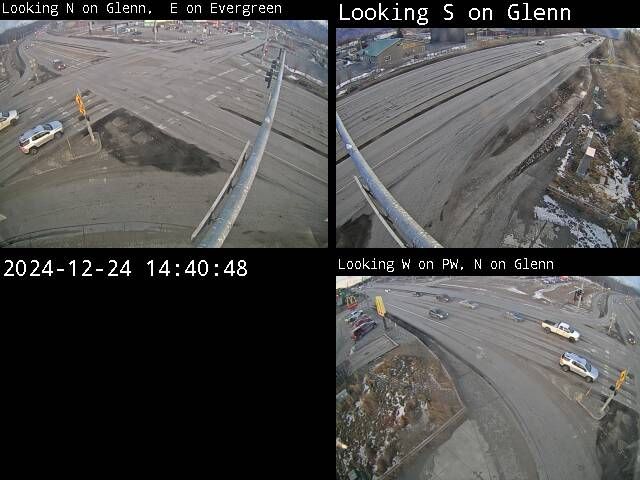 Looking N on Glenn,  E on Evergreen
Looking S on Glenn
2024-12-24 14:40:48
Looking W on PW, N on Glenn